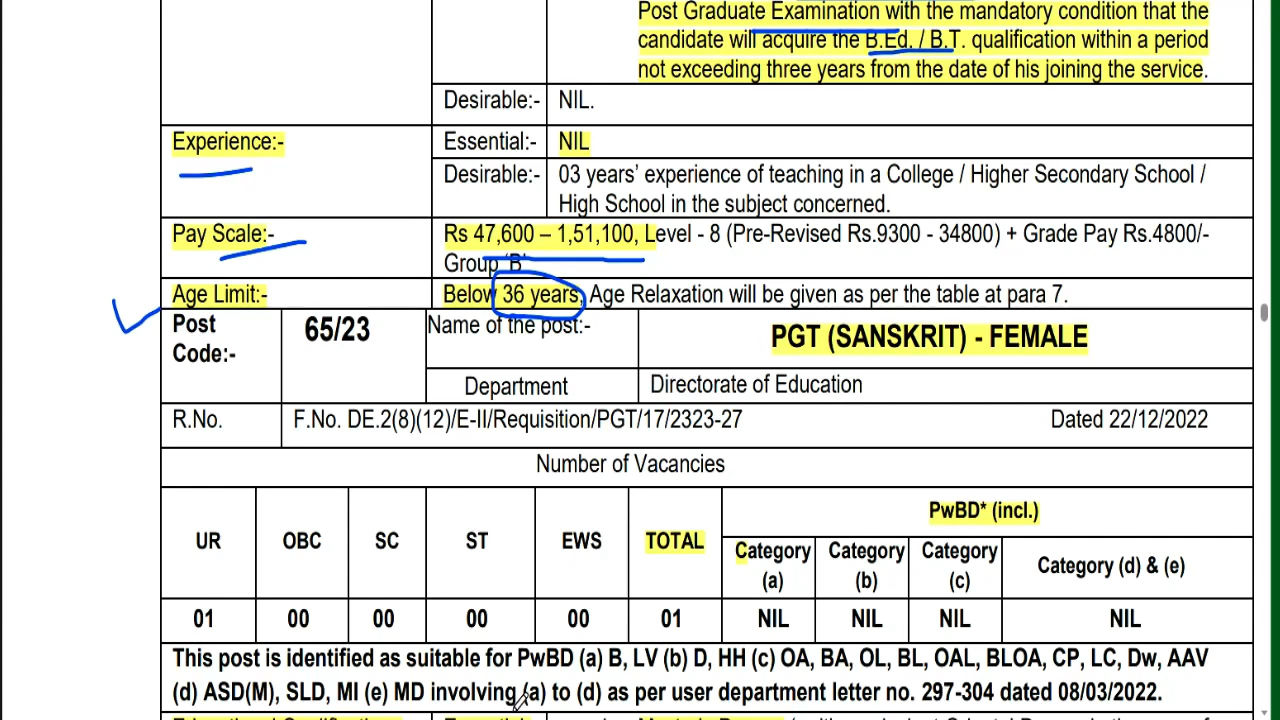 Post Graduate Examination with the mandatory condition that the
candidate will acquire the B.Ed. / B.T. qualification within a period
not exceeding three years from the date of his joining the service.
Desirable:- NIL.
Experience:- Essential:- NIL
Desirable:- 03 years' experience of teaching in a College / Higher Secondary School /
High School in the subject concerned.
Pay Scale:- Rs 47,600 – 1,51,100, Level - 8 (Pre-Revised Rs.9300 - 34800) + Grade Pay Rs.4800/-
Group 'B'
Age Limit:- Below 36 years, Age Relaxation will be given as per the table at para 7.
Post
Code:- 65/23 Name of the post:- PGT (SANSKRIT) - FEMALE
Department Directorate of Education
R.No. F.No. DE.2(8)(12)/E-II/Requisition/PGT/17/2323-27 Dated 22/12/2022
Number of Vacancies
UR OBC SC ST EWS TOTAL PwBD* (incl.)
Category
(a) Category
(b) Category
(c) Category (d) & (e)
01 00 00 00 00 01 NIL NIL NIL NIL
This post is identified as suitable for PwBD (a) B, LV (b) D, HH (c) OA, BA, OL, BL, OAL, BLOA, CP, LC, Dw, AAV
(d) ASD(M), SLD, MI (e) MD involving (a) to (d) as per user department letter no. 297-304 dated 08/03/2022.